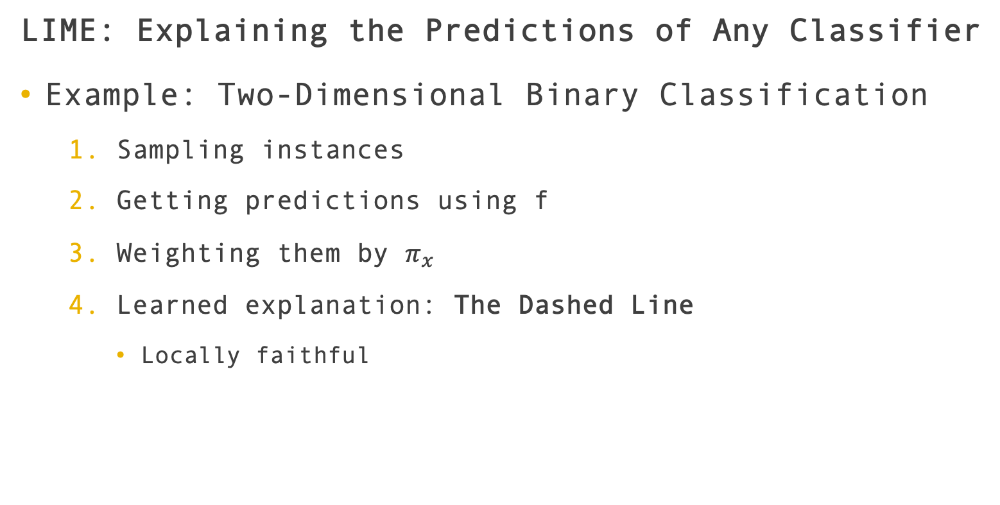 LIME: Explaining the Predictions of Any Classifier
• Example: Two-Dimensional Binary Classification
1. Sampling instances
2. Getting predictions using f
3. Weighting them by πₓ
4. Learned explanation: The Dashed Line
• Locally faithful